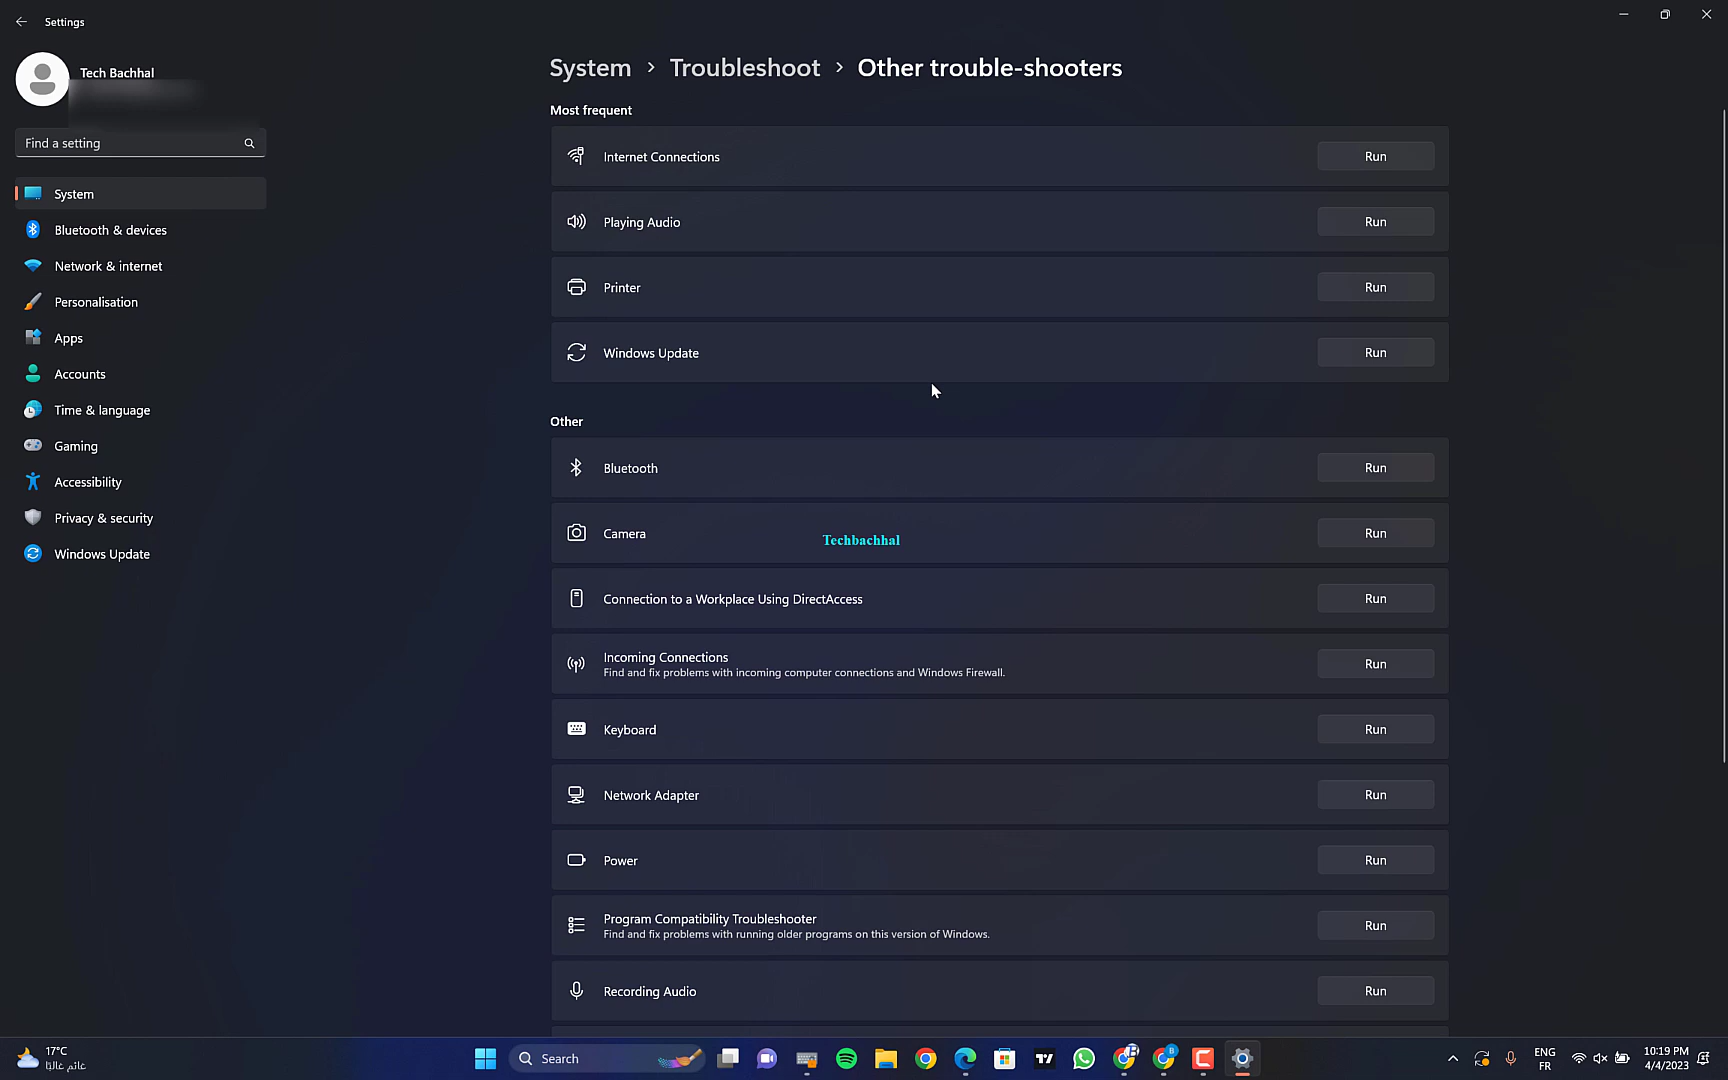 Settings
Tech Bachhal
Find a setting
System
Bluetooth & devices
Network & internet
Personalisation
Apps
Accounts
Time & language
Gaming
Accessibility
Privacy & security
Windows Update
System > Troubleshoot > Other trouble-shooters
Most frequent
Internet Connections Run
Playing Audio Run
Printer Run
Windows Update Run
Other
Bluetooth Run
Camera Run
Techbachhal
Connection to a Workplace Using DirectAccess Run
Incoming Connections
Find and fix problems with incoming computer connections and Windows Firewall.
Run
Keyboard Run
Network Adapter Run
Power Run
Program Compatibility Troubleshooter
Find and fix problems with running older programs on this version of Windows.
Run
Recording Audio Run
17°C
غائم غالبًا
Search
ENG
FR
10:19 PM
4/4/2023